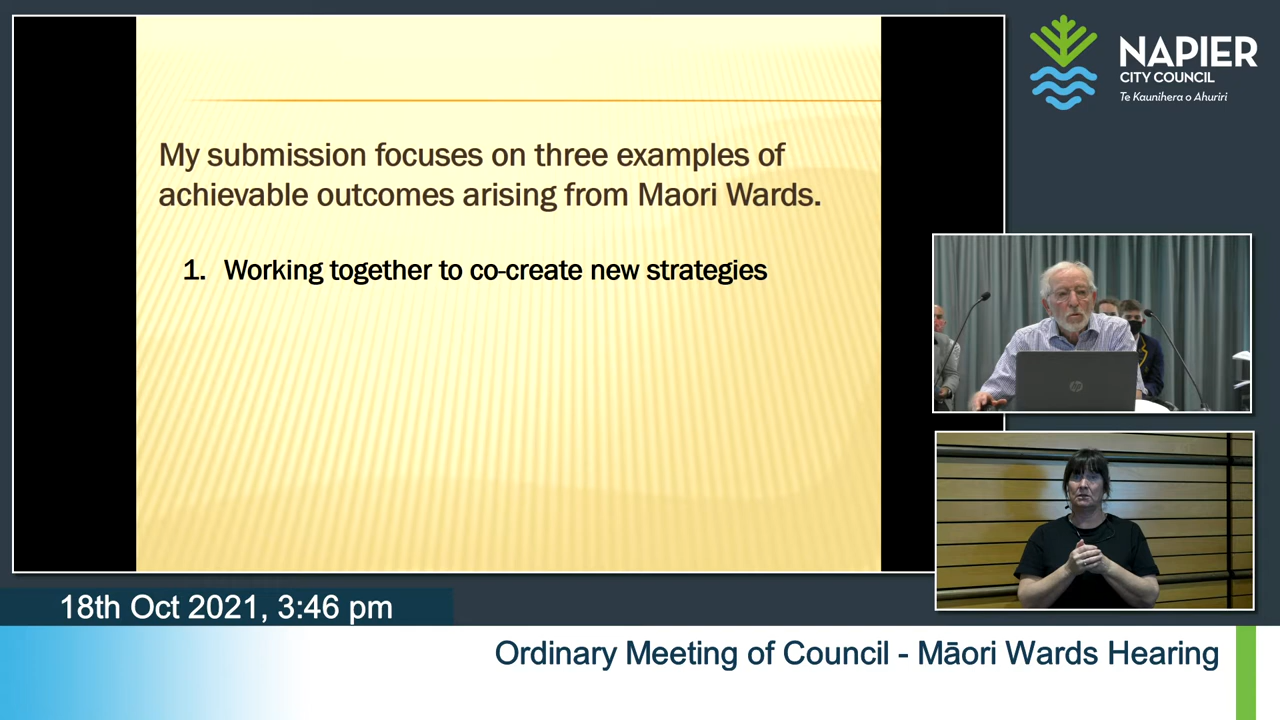 My submission focuses on three examples of
achievable outcomes arising from Maori Wards.
1. Working together to co-create new strategies
NAPIER
CITY COUNCIL
Te Kaunihera o Ahuriri
hp
18th Oct 2021, 3:46 pm
Ordinary Meeting of Council - Māori Wards Hearing